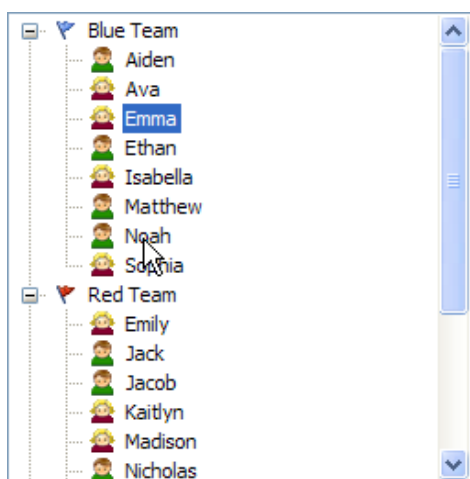 Blue Team
Aiden
Ava
Emma
Ethan
Isabella
Matthew
Noah
Sophia
Red Team
Emily
Jack
Jacob
Kaitlyn
Madison
Nicholas